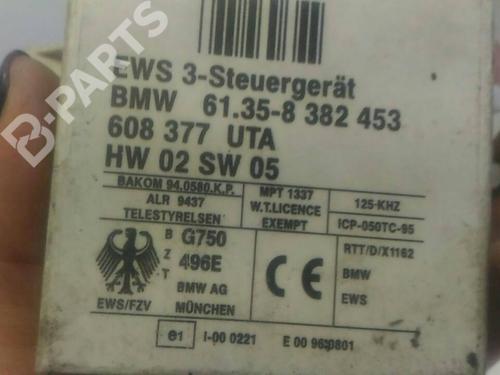 B-PARTS
EWS 3-Steuergerät
BMW 61.35-8 382 453
608 377 UTA
HW 02 SW 05
BAKOM 94.0580.K.P.
ALR 9437
TELESTYRELSEN
MPT 1337
W.T.LICENCE
EXEMPT
125-KHZ
ICP-050TC-95
B
Z
T
G750
496E
BMW AG
MÜNCHEN
EWS/FZV
CE
RTT/D/X1162
BMW
EWS
e1
I-00 0221
E 00 960801